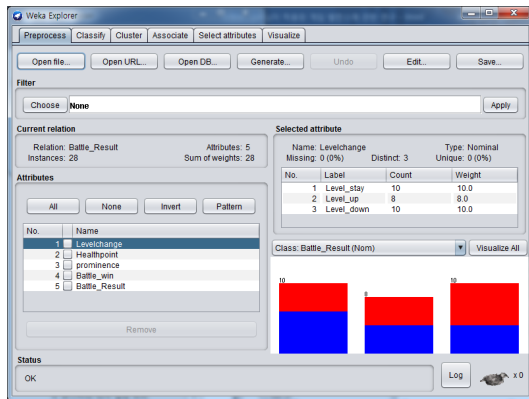 Weka Explorer
Preprocess Classify Cluster Associate Select attributes Visualize
Open file... Open URL... Open DB... Generate... Undo Edit... Save...
Filter
Choose None Apply
Current relation
Relation: Battle_Result Attributes: 5
Instances: 28 Sum of weights: 28
Selected attribute
Name: Levelchange Type: Nominal
Missing: 0 (0%) Distinct: 3 Unique: 0 (0%)
No. Label Count Weight
1 Level_stay 10 10.0
2 Level_up 8 8.0
3 Level_down 10 10.0
Attributes
All None Invert Pattern
No. Name
1 Levelchange
2 Healthpoint
3 prominence
4 Battle_win
5 Battle_Result
Remove
Class: Battle_Result (Nom) Visualize All
10 8 10
Status
OK
Log x 0